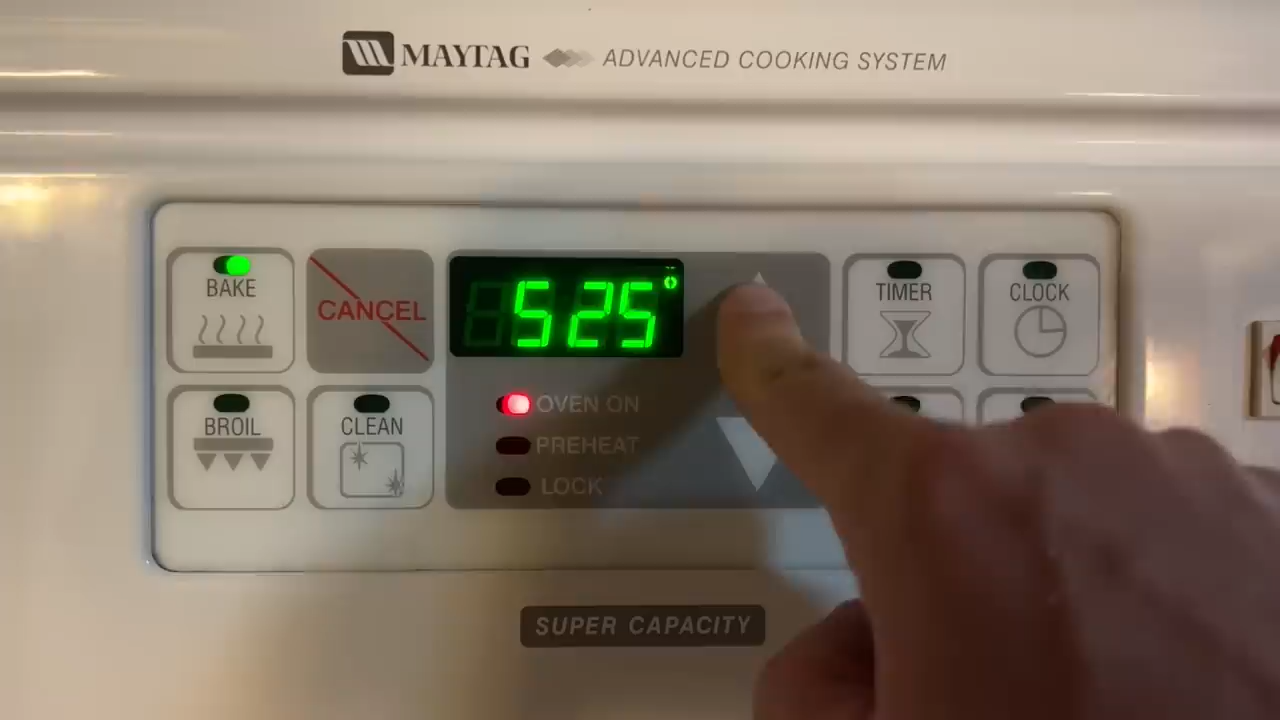 MAYTAG ADVANCED COOKING SYSTEM
BAKE
CANCEL
525°
TIMER
CLOCK
BROIL
CLEAN
OVEN ON
PREHEAT
LOCK
SUPER CAPACITY